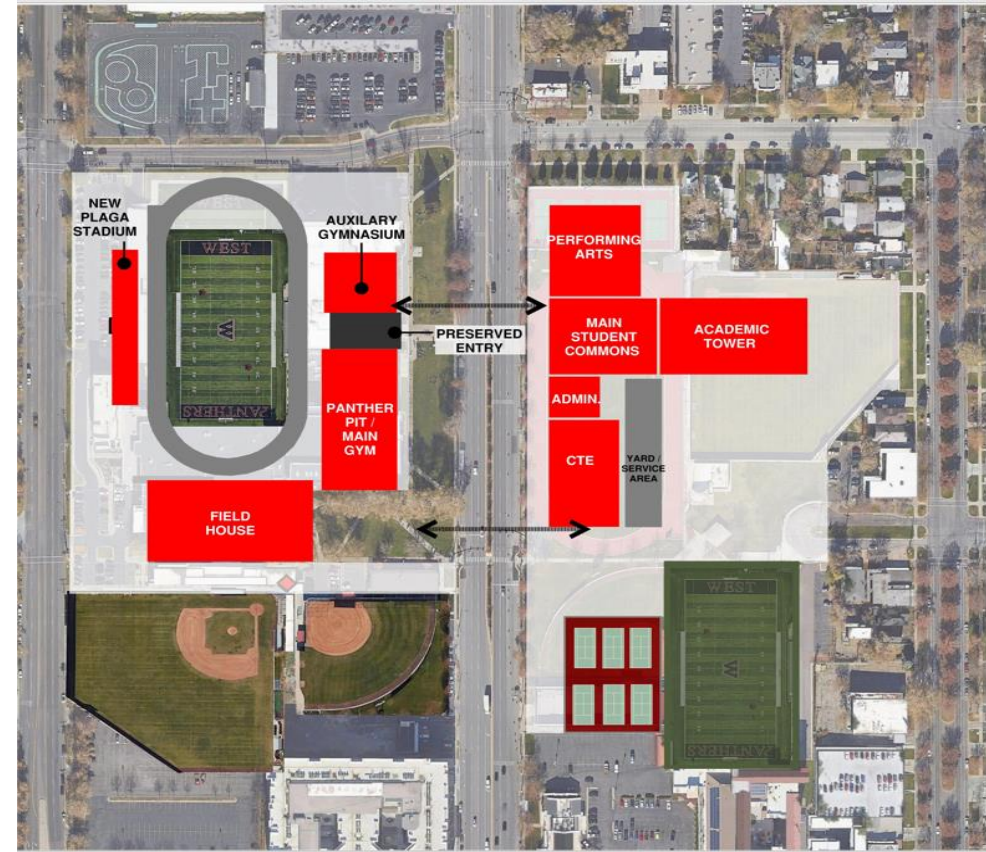 NEW
PLAGA
STADIUM
AUXILARY
GYMNASIUM
WEST
W
PANTHERS
PRESERVED
ENTRY
PANTHER
PIT /
MAIN
GYM
FIELD
HOUSE
PERFORMING
ARTS
MAIN
STUDENT
COMMONS
ACADEMIC
TOWER
ADMIN.
CTE
YARD /
SERVICE
AREA
WEST
W
PANTHERS